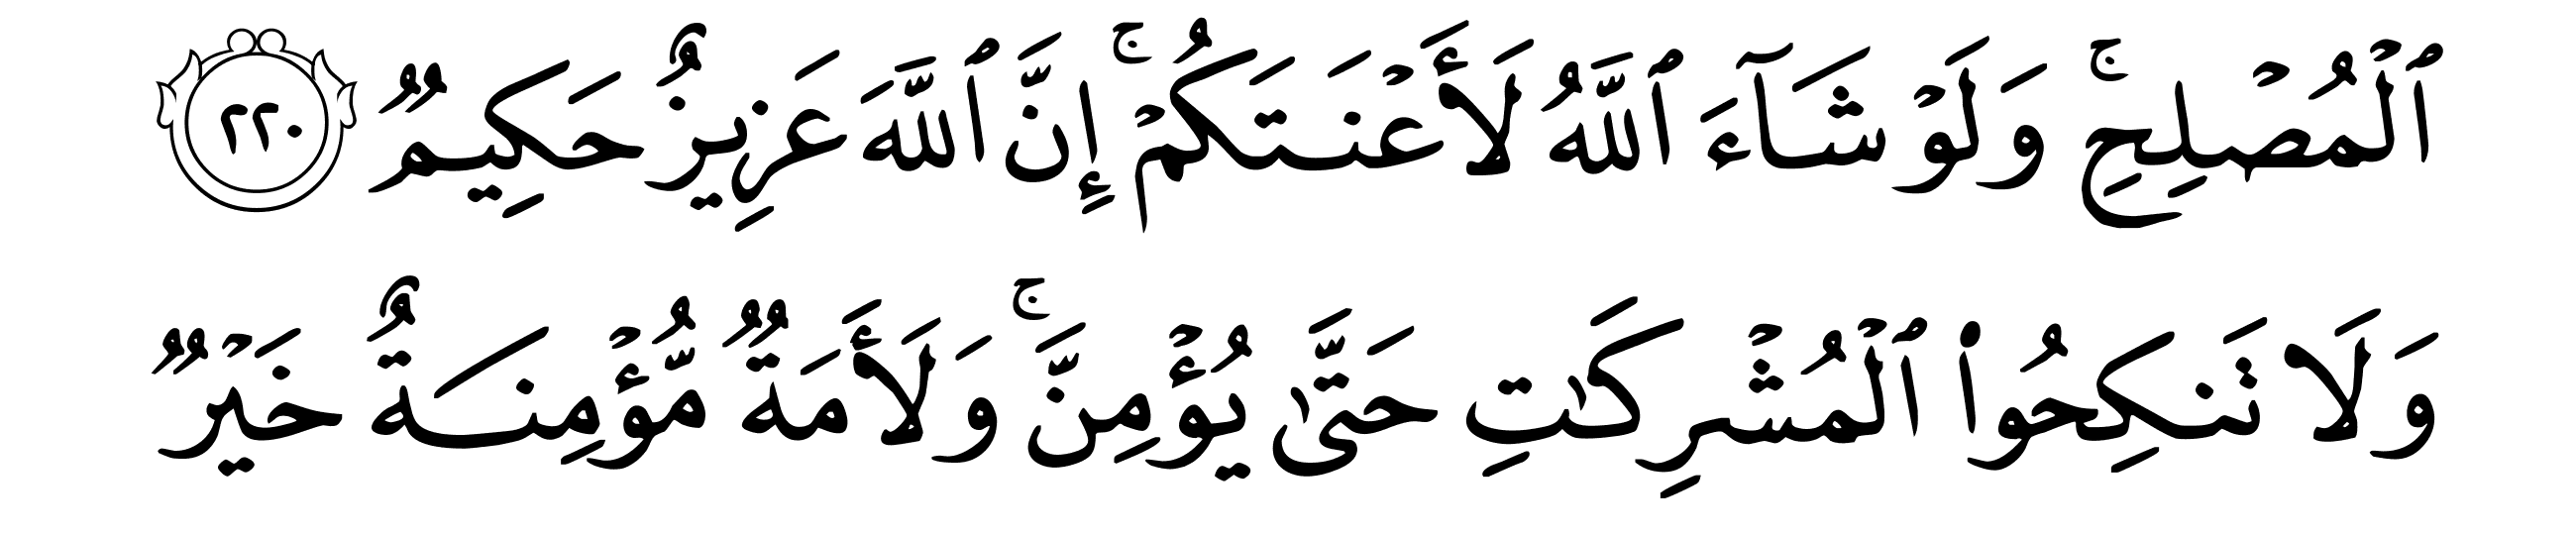 ٱلْمُصْلِحِ ۚ وَلَوْ شَآءَ ٱللَّهُ لَأَعْنَتَكُمْ ۚ إِنَّ ٱللَّهَ عَزِيزٌ حَكِيمٌ ٢٢٠
وَلَا تَنكِحُوا۟ ٱلْمُشْرِكَٰتِ حَتَّىٰ يُؤْمِنَّ ۚ وَلَأَمَةٌ مُّؤْمِنَةٌ خَيْرٌ